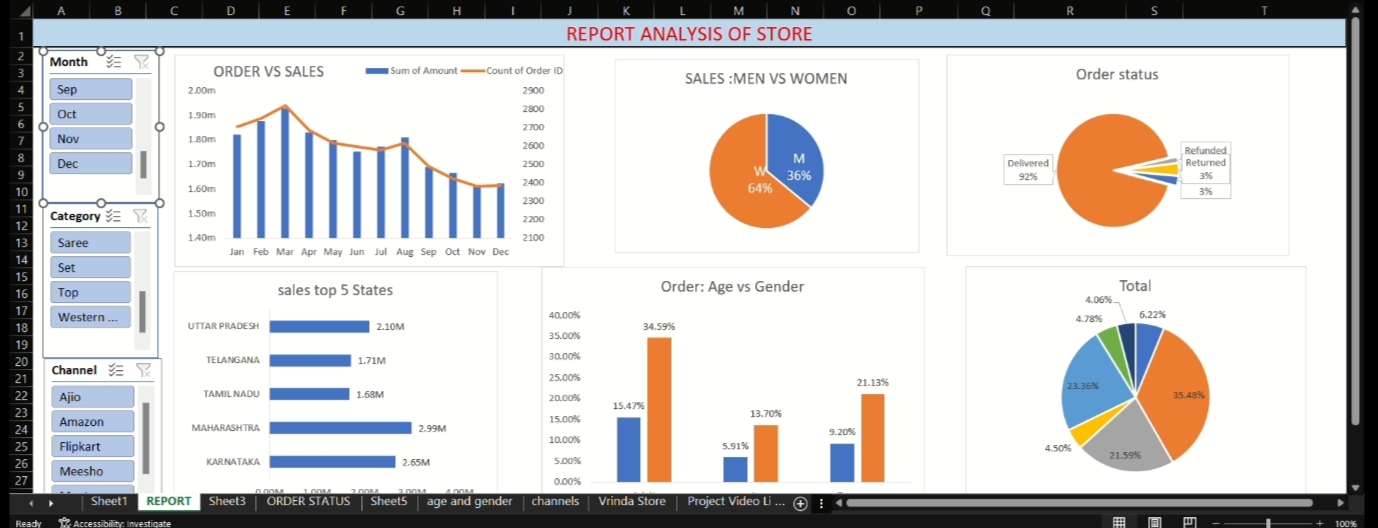 A B C D E F G H I J K L M N O P Q R S T
1 REPORT ANALYSIS OF STORE
2
3
4
5
6
7
8
9
10
11
12
13
14
15
16
17
18
19
20
21
22
23
24
25
26
27
Month
Sep
Oct
Nov
Dec
Category
Saree
Set
Top
Western ...
Channel
Ajio
Amazon
Flipkart
Meesho
ORDER VS SALES
Sum of Amount
Count of Order ID
2.00m
1.90m
1.80m
1.70m
1.60m
1.50m
1.40m
2900
2800
2700
2600
2500
2400
2300
2200
2100
Jan Feb Mar Apr May Jun Jul Aug Sep Oct Nov Dec
SALES :MEN VS WOMEN
M
36%
W
64%
Order status
Delivered
92%
Refunded
Returned
3%
3%
sales top 5 States
UTTAR PRADESH 2.10M
TELANGANA 1.71M
TAMIL NADU 1.68M
MAHARASHTRA 2.99M
KARNATAKA 2.65M
Order: Age vs Gender
40.00%
35.00%
30.00%
25.00%
20.00%
15.00%
10.00%
5.00%
0.00%
15.47%
34.59%
5.91%
13.70%
9.20%
21.13%
Total
4.06%
6.22%
4.78%
23.36%
35.48%
4.50%
21.59%
Sheet1 REPORT Sheet3 ORDER STATUS Sheet5 age and gender channels Vrinda Store Project Video Li ...
Ready Accessibility: Investigate 100%